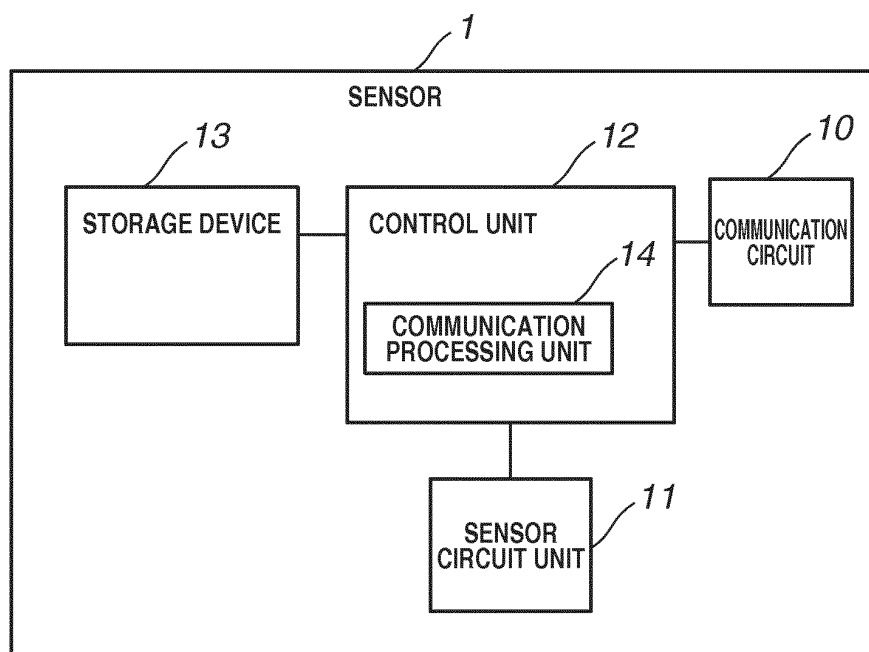 1
SENSOR
13
12
10
STORAGE DEVICE
CONTROL UNIT
COMMUNICATION
CIRCUIT
14
COMMUNICATION
PROCESSING UNIT
11
SENSOR
CIRCUIT UNIT